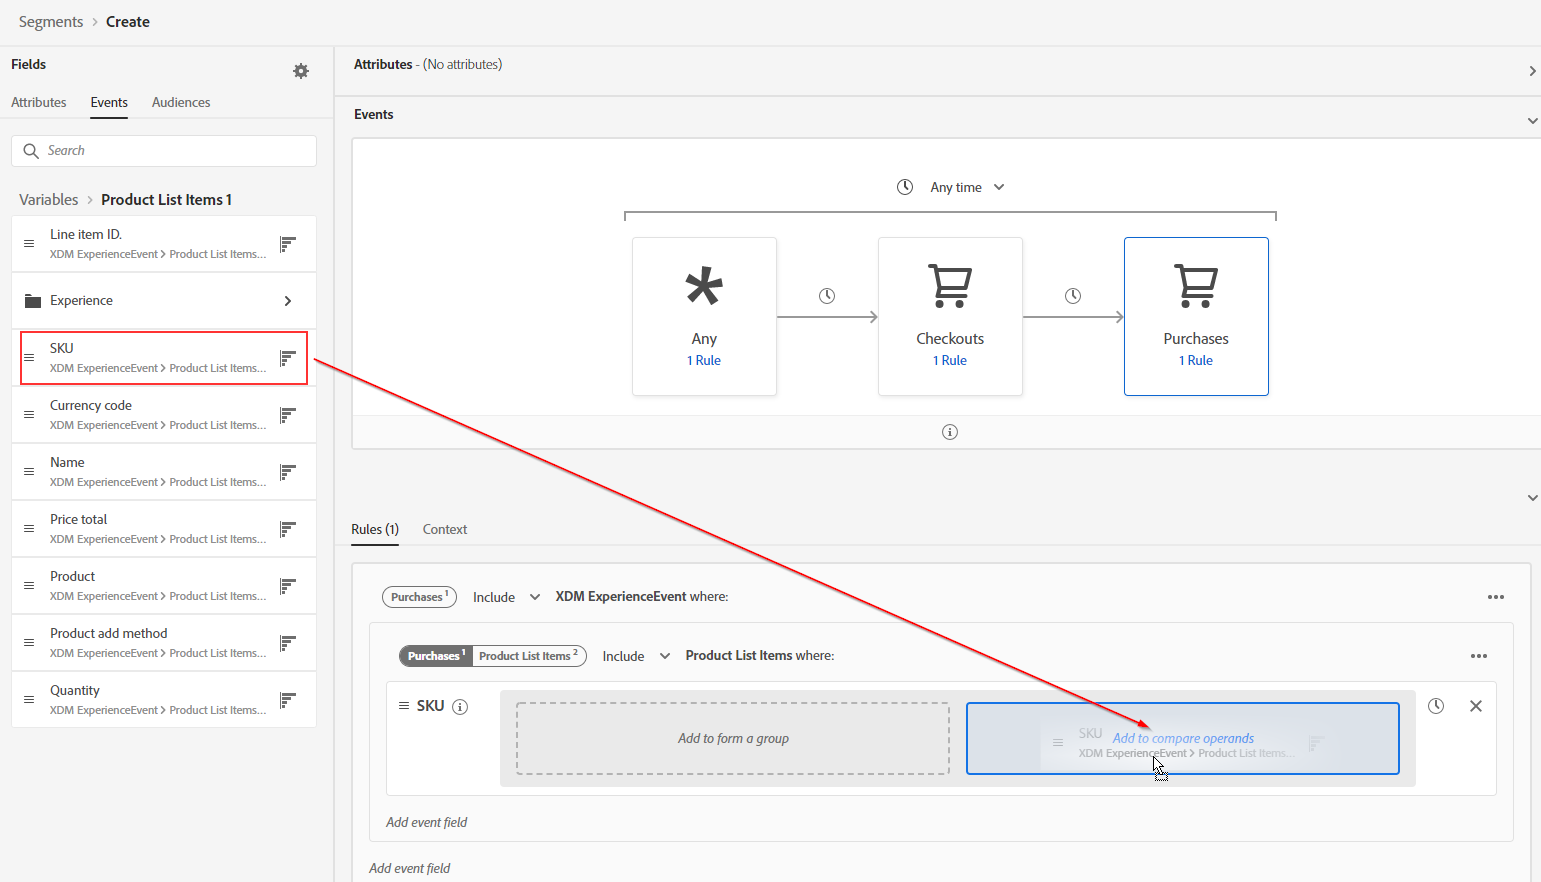 Segments > Create
Fields
Attributes Events Audiences
Search
Variables > Product List Items 1
Line item ID.
XDM ExperienceEvent > Product List Items...
Experience
SKU
XDM ExperienceEvent > Product List Items...
Currency code
XDM ExperienceEvent > Product List Items...
Name
XDM ExperienceEvent > Product List Items...
Price total
XDM ExperienceEvent > Product List Items...
Product
XDM ExperienceEvent > Product List Items...
Product add method
XDM ExperienceEvent > Product List Items...
Quantity
XDM ExperienceEvent > Product List Items...
Attributes - (No attributes)
Events
Any time
Any
1 Rule
Checkouts
1 Rule
Purchases
1 Rule
Rules (1) Context
Purchases 1 Include XDM ExperienceEvent where:
Purchases 1 Product List Items 2 Include Product List Items where:
SKU
Add to form a group
SKU Add to compare operands
XDM ExperienceEvent > Product List Items...
Add event field
Add event field